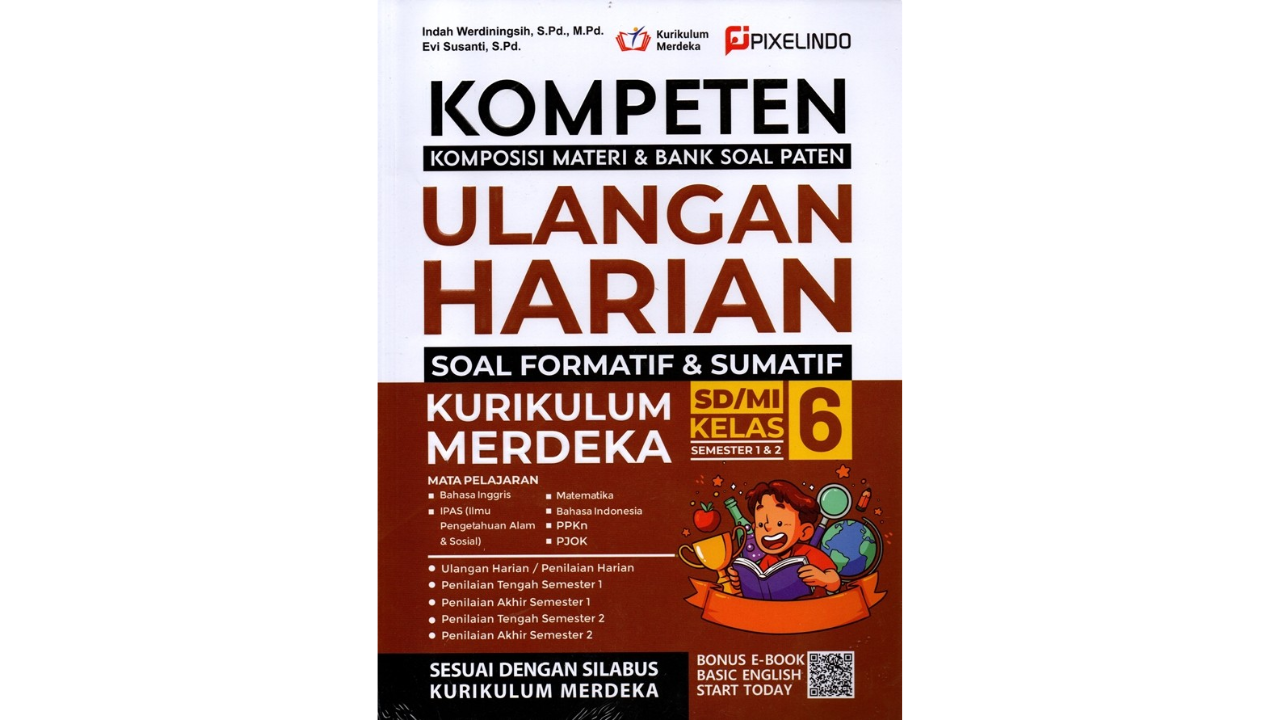 Indah Werdiningsih, S.Pd., M.Pd.
Evi Susanti, S.Pd.
Kurikulum
Merdeka
PIXELINDO
KOMPETEN
KOMPOSISI MATERI & BANK SOAL PATEN
ULANGAN
HARIAN
SOAL FORMATIF & SUMATIF
KURIKULUM
MERDEKA
SD/MI
KELAS
SEMESTER 1 & 2
6
MATA PELAJARAN
Bahasa Inggris
IPAS (Ilmu
Pengetahuan Alam
& Sosial)
Matematika
Bahasa Indonesia
PPKn
PJOK
Ulangan Harian / Penilaian Harian
Penilaian Tengah Semester 1
Penilaian Akhir Semester 1
Penilaian Tengah Semester 2
Penilaian Akhir Semester 2
SESUAI DENGAN SILABUS
KURIKULUM MERDEKA
BONUS E-BOOK
BASIC ENGLISH
START TODAY